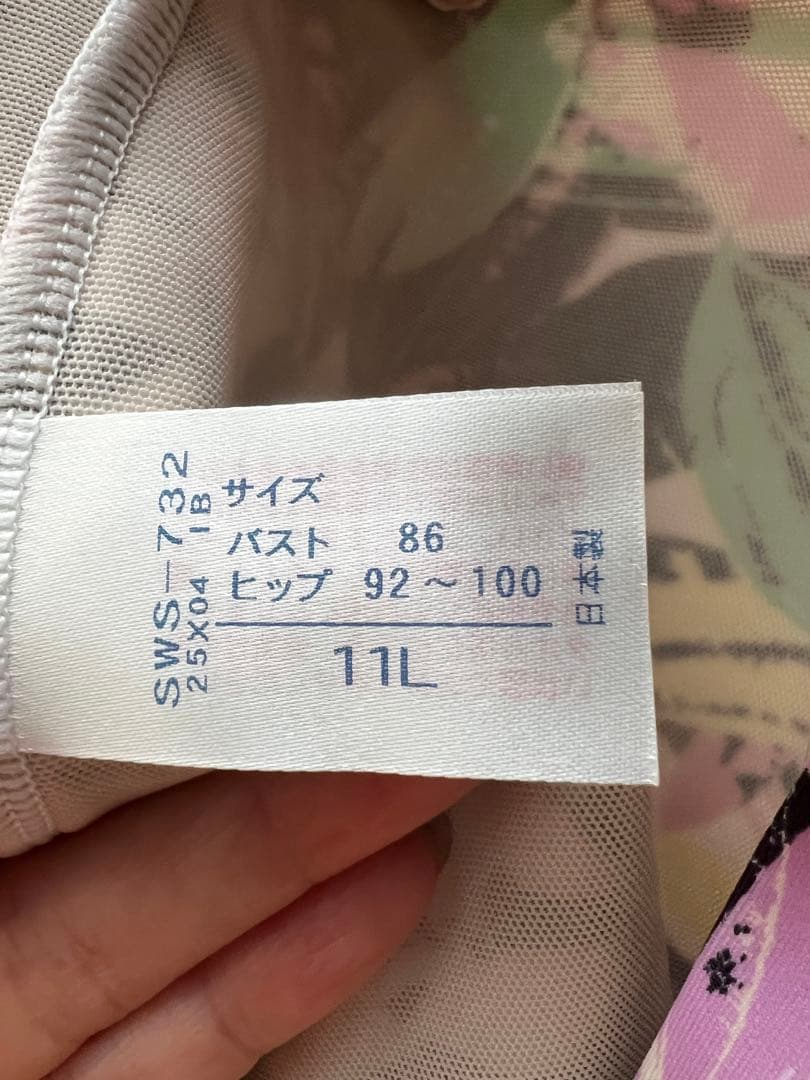 サイズ
バスト 86
ヒップ 92～100
11L
SWS-732
25X04 IB
日本製